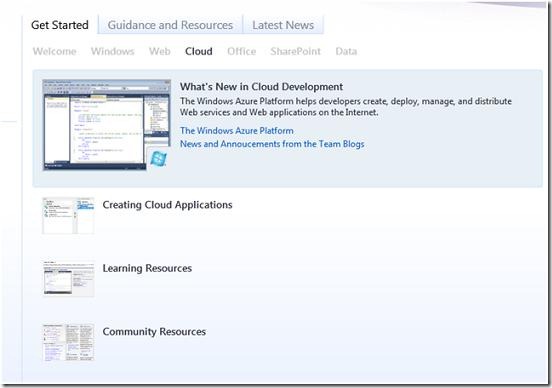 Get Started Guidance and Resources Latest News
Welcome Windows Web Cloud Office SharePoint Data
What's New in Cloud Development
The Windows Azure Platform helps developers create, deploy, manage, and distribute
Web services and Web applications on the Internet.
The Windows Azure Platform
News and Annoucements from the Team Blogs
Creating Cloud Applications
Learning Resources
Community Resources